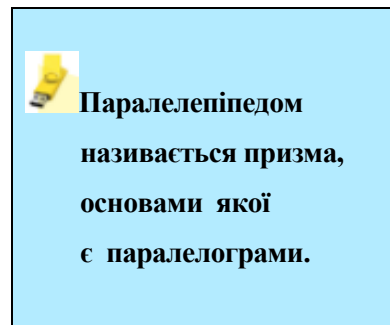 Паралелепіпедом
називається призма,
основами якої
є паралелограми.